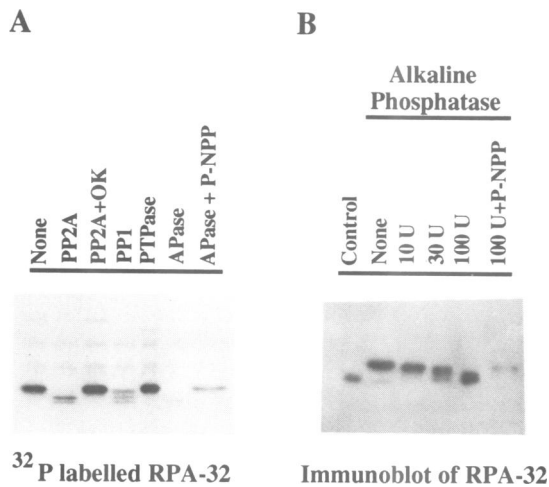 A
None
PP2A
PP2A+OK
PP1
PTPase
APase
APase + P-NPP
32P labelled RPA-32
B
Alkaline
Phosphatase
Control
None
10 U
30 U
100 U
100 U+P-NPP
Immunoblot of RPA-32